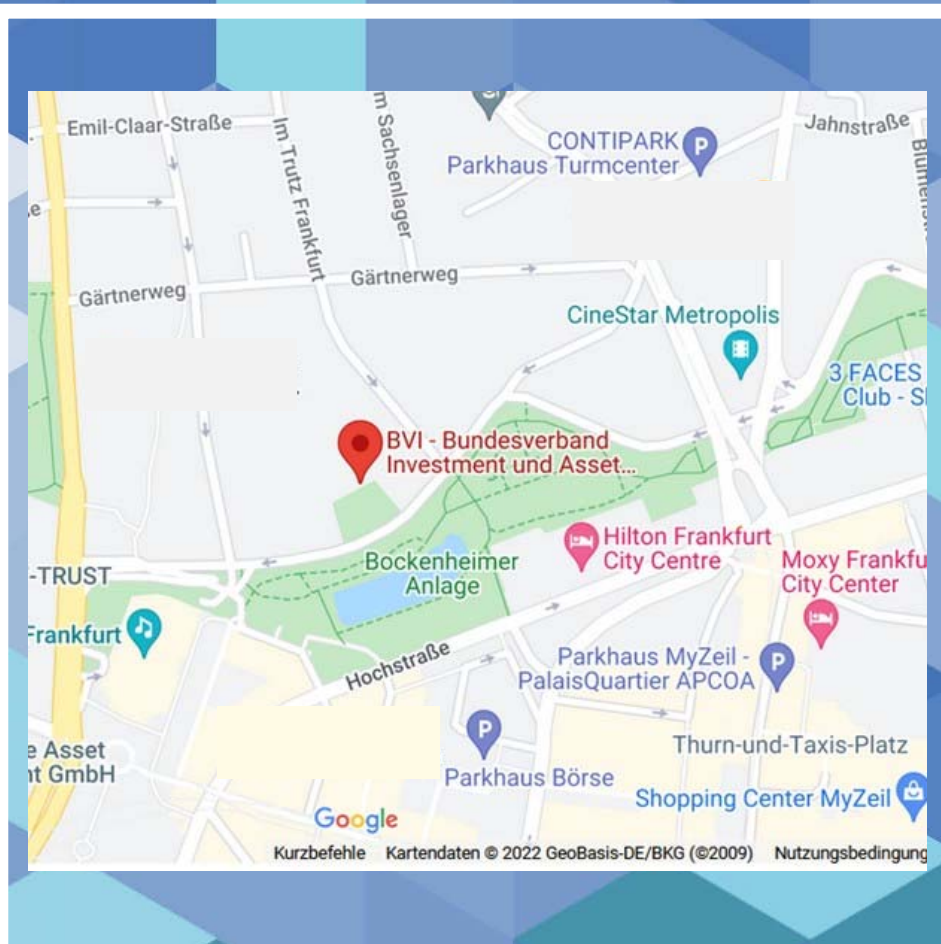 Emil-Claar-Straße
Im Trutz Frankfurt
m Sachsenlager
CONTIPARK
Parkhaus Turmcenter
P
Jahnstraße
Gärtnerweg
Gärtnerweg
CineStar Metropolis
3 FACES
Club - S
BVI - Bundesverband
Investment und Asset...
Bockenheimer
Anlage
Hilton Frankfurt
City Centre
Moxy Frankfu
City Center
-TRUST
Frankfurt
Hochstraße
Parkhaus MyZeil -
PalaisQuartier APCOA
P
P
Parkhaus Börse
Thurn-und-Taxis-Platz
e Asset
nt GmbH
Shopping Center MyZeil
Google
Kurzbefehle Kartendaten © 2022 GeoBasis-DE/BKG (©2009) Nutzungsbedingung